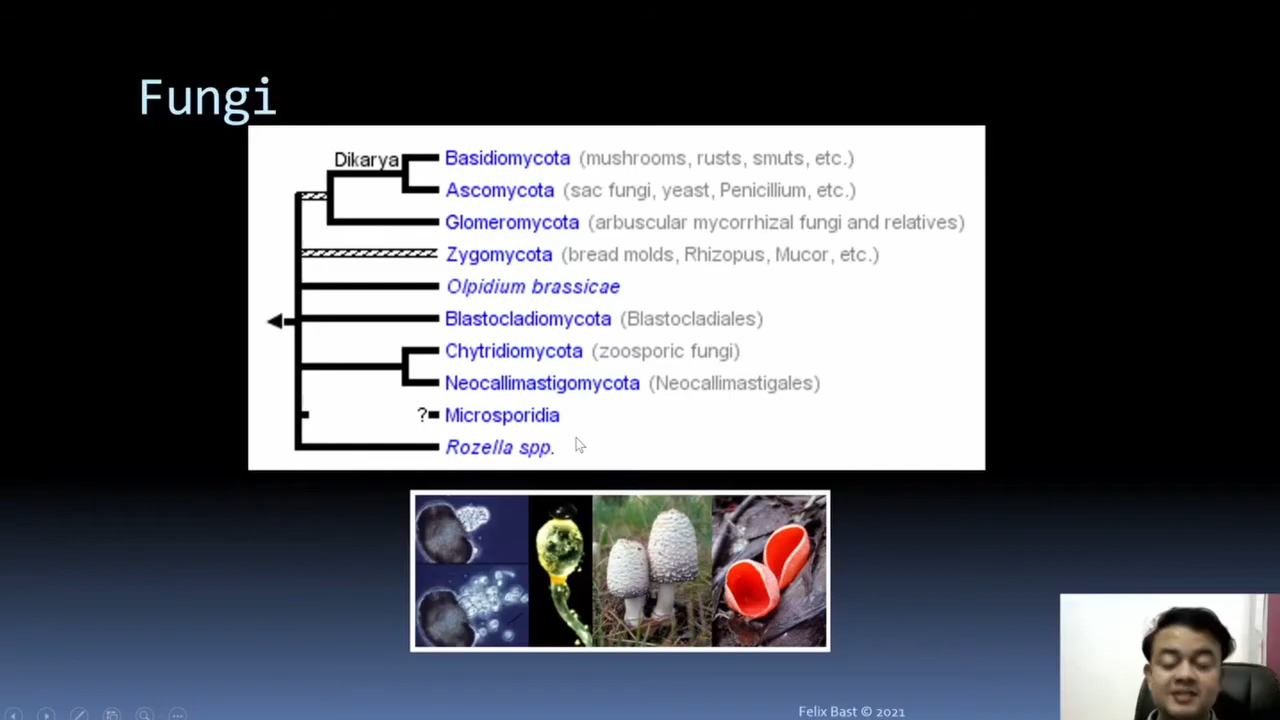 Fungi
Dikarya
Basidiomycota (mushrooms, rusts, smuts, etc.)
Ascomycota (sac fungi, yeast, Penicillium, etc.)
Glomeromycota (arbuscular mycorrhizal fungi and relatives)
Zygomycota (bread molds, Rhizopus, Mucor, etc.)
Olpidium brassicae
Blastocladiomycota (Blastocladiales)
Chytridiomycota (zoosporic fungi)
Neocallimastigomycota (Neocallimastigales)
? Microsporidia
Rozella spp.
Felix Bast © 2021